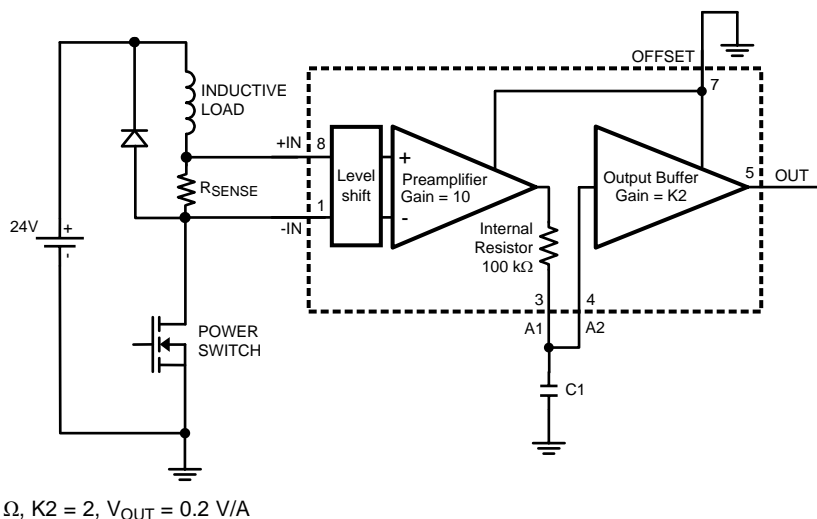 OFFSET
7
INDUCTIVE
LOAD
+IN
8
Level
shift
+
Preamplifier
Gain = 10
-
Output Buffer
Gain = K2
5
OUT
RSENSE
1
-IN
24V
+
-
Internal
Resistor
100 kΩ
3
4
A1
A2
POWER
SWITCH
C1
Ω, K2 = 2, VOUT = 0.2 V/A